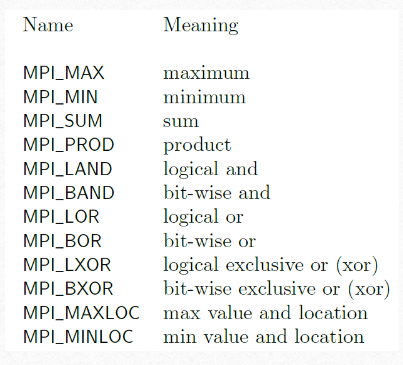 Name Meaning
MPI_MAX maximum
MPI_MIN minimum
MPI_SUM sum
MPI_PROD product
MPI_LAND logical and
MPI_BAND bit-wise and
MPI_LOR logical or
MPI_BOR bit-wise or
MPI_LXOR logical exclusive or (xor)
MPI_BXOR bit-wise exclusive or (xor)
MPI_MAXLOC max value and location
MPI_MINLOC min value and location